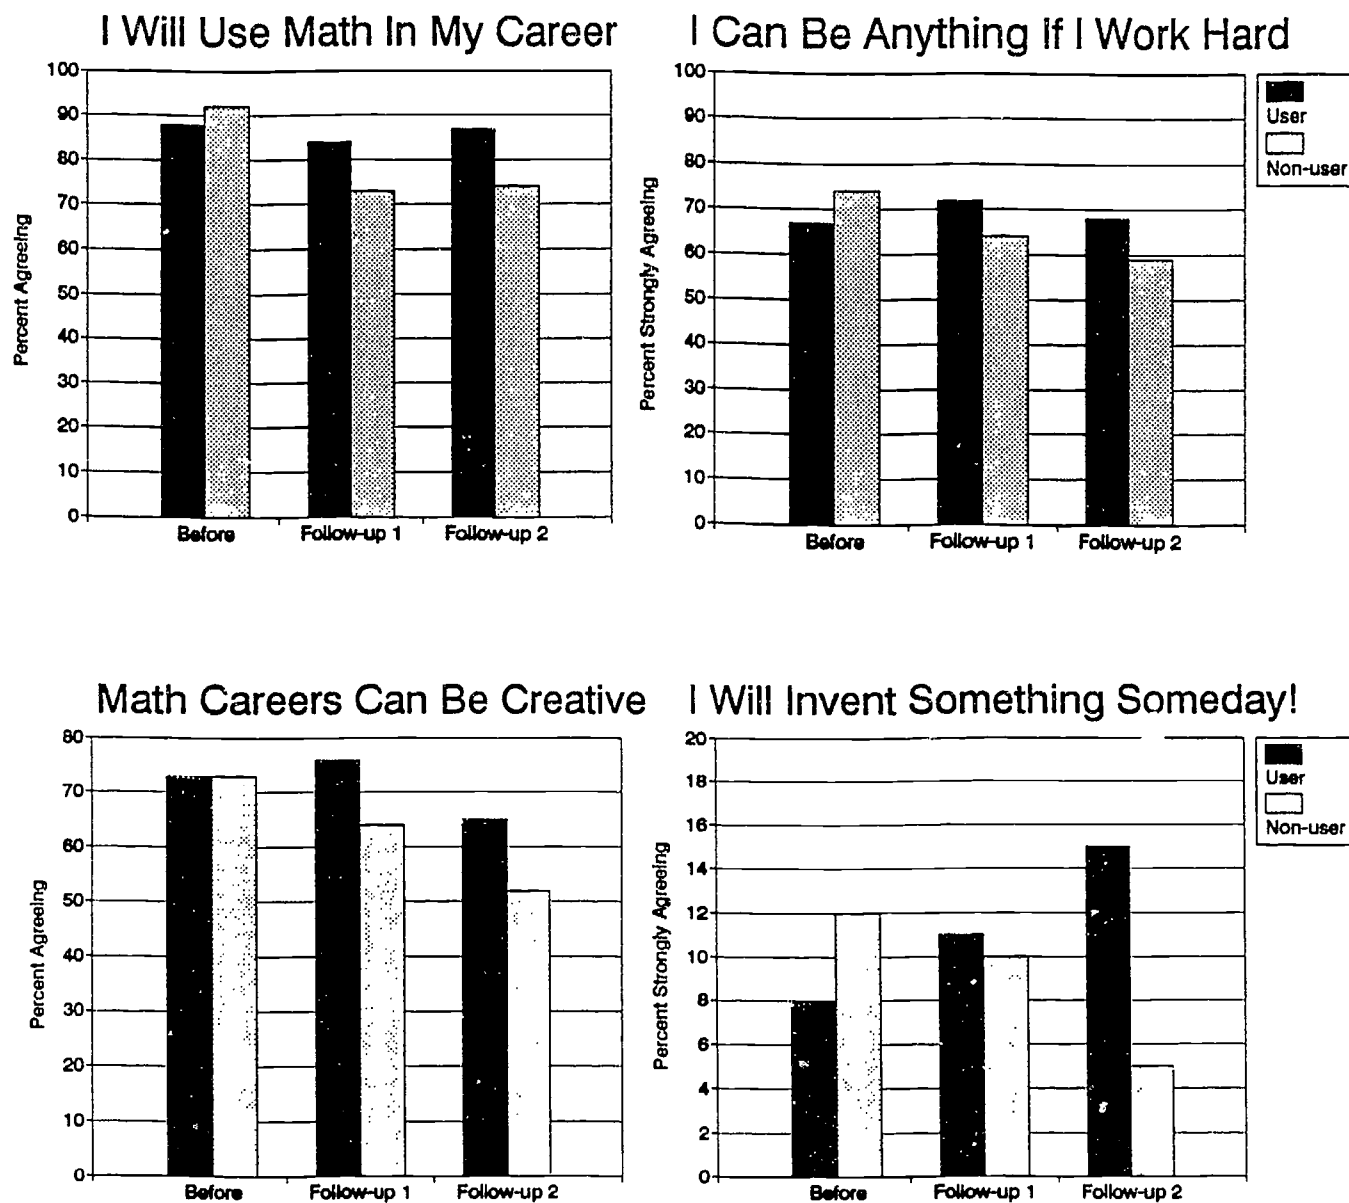 I Will Use Math In My Career
100
90
80
70
60
50
40
30
20
10
0
Percent Agreeing
Before
Follow-up 1
Follow-up 2
I Can Be Anything If I Work Hard
100
90
80
70
60
50
40
30
20
10
0
Percent Strongly Agreeing
Before
Follow-up 1
Follow-up 2
User
Non-user
Math Careers Can Be Creative
80
70
60
50
40
30
20
10
0
Percent Agreeing
Before
Follow-up 1
Follow-up 2
I Will Invent Something Someday!
20
18
16
14
12
10
8
6
4
2
0
Percent Strongly Agreeing
Before
Follow-up 1
Follow-up 2
User
Non-user